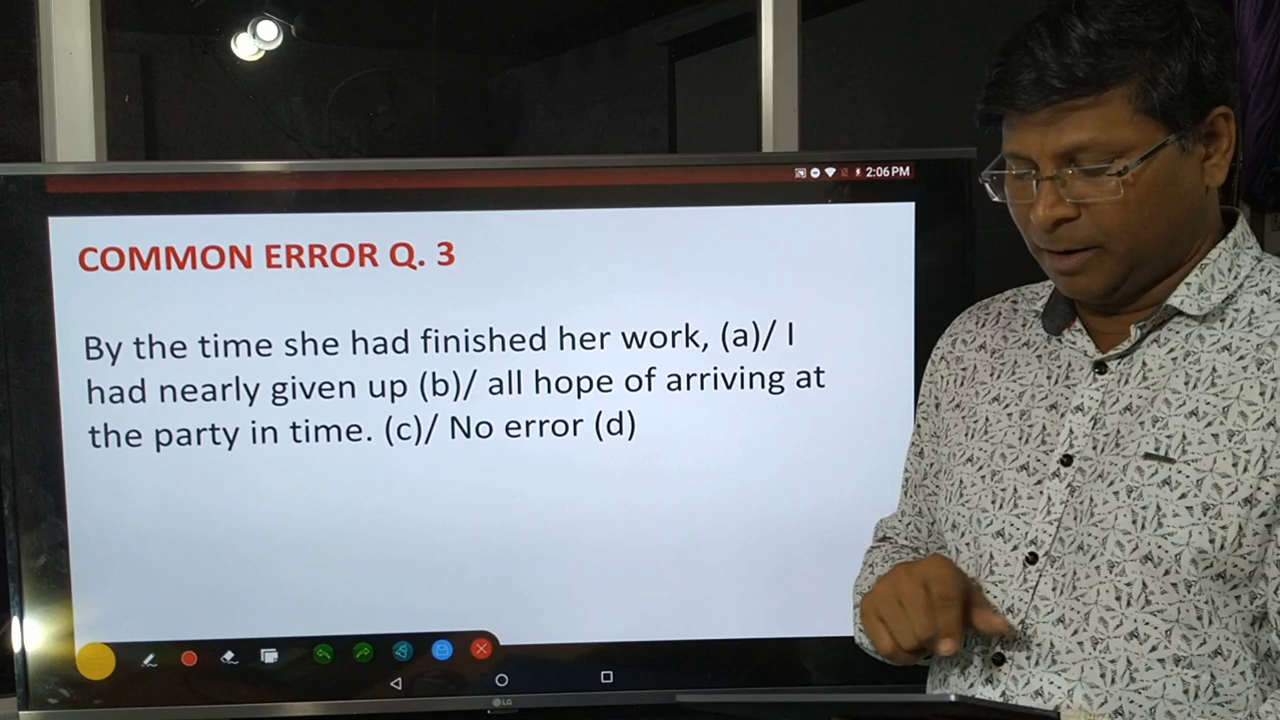 2:06 PM
COMMON ERROR Q. 3
By the time she had finished her work, (a)/ I
had nearly given up (b)/ all hope of arriving at
the party in time. (c)/ No error (d)
LG